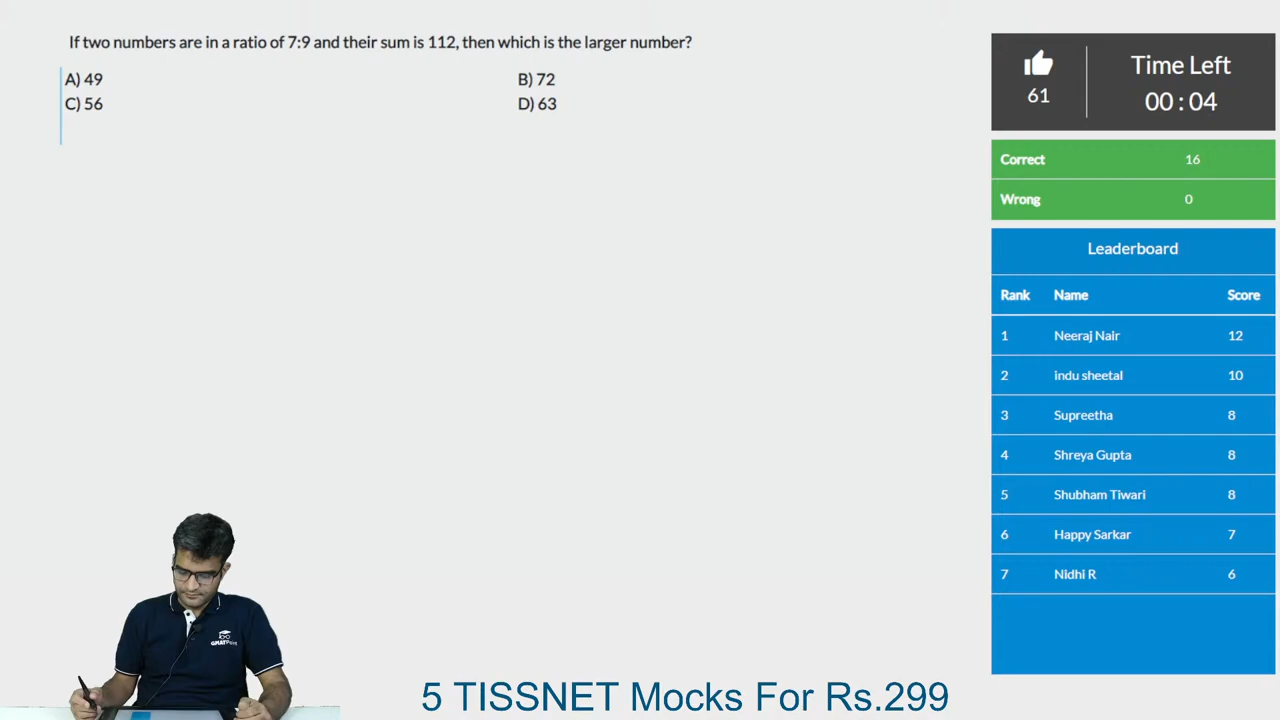 If two numbers are in a ratio of 7:9 and their sum is 112, then which is the larger number?
A) 49 B) 72
C) 56 D) 63
61
Time Left
00 : 04
Correct 16
Wrong 0
Leaderboard
Rank Name Score
1 Neeraj Nair 12
2 indu sheetal 10
3 Supreetha 8
4 Shreya Gupta 8
5 Shubham Tiwari 8
6 Happy Sarkar 7
7 Nidhi R 6
GMATPoint
5 TISSNET Mocks For Rs.299